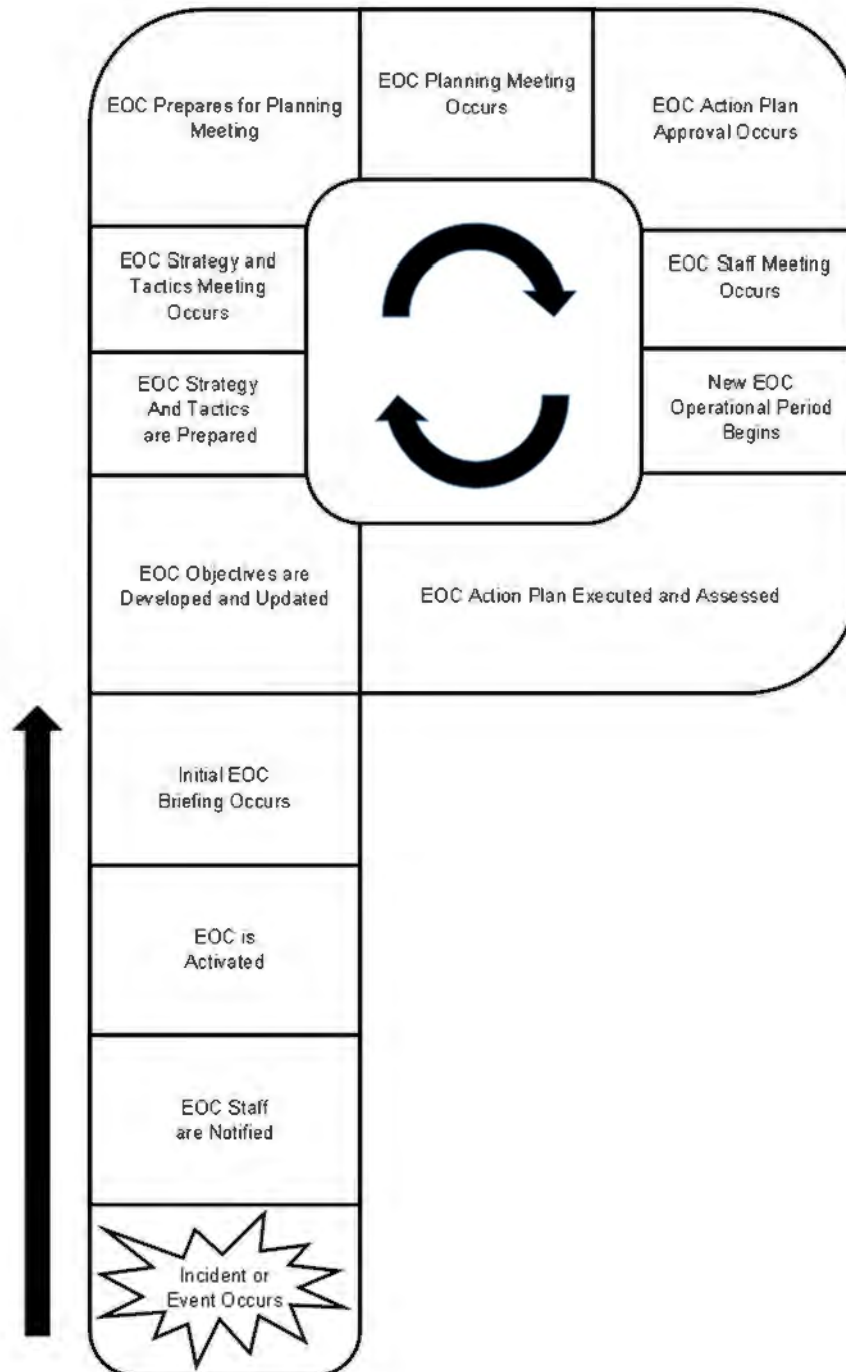 EOC Prepares for Planning
Meeting
EOC Planning Meeting
Occurs
EOC Action Plan
Approval Occurs
EOC Strategy and
Tactics Meeting
Occurs
EOC Staff Meeting
Occurs
EOC Strategy
And Tactics
are Prepared
New EOC
Operational Period
Begins
EOC Objectives are
Developed and Updated
EOC Action Plan Executed and Assessed
Initial EOC
Briefing Occurs
EOC is
Activated
EOC Staff
are Notified
Incident or
Event Occurs